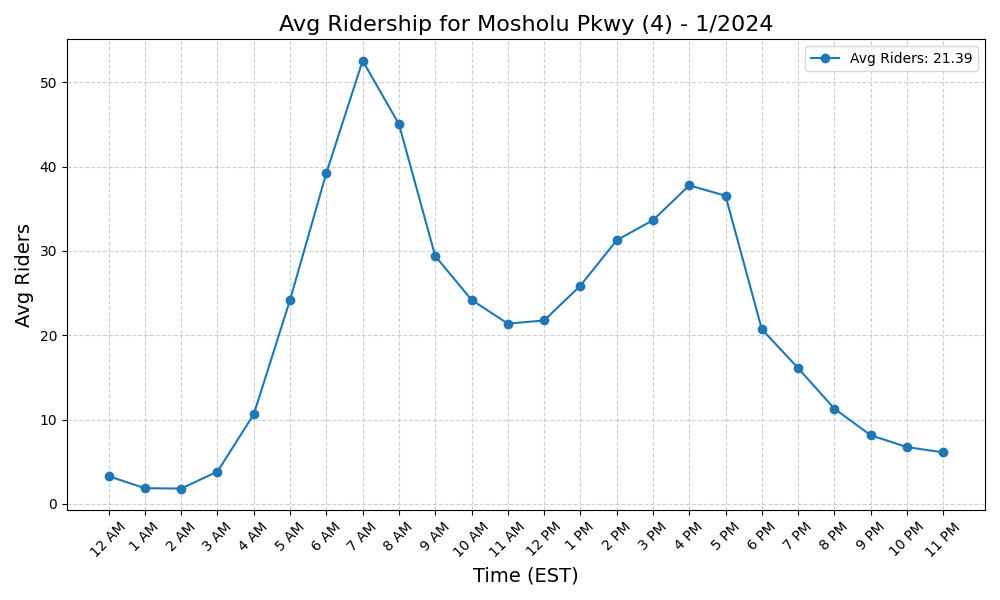 Avg Ridership for Mosholu Pkwy (4) - 1/2024
Avg Riders: 21.39
Avg Riders
50
40
30
20
10
0
12 AM
1 AM
2 AM
3 AM
4 AM
5 AM
6 AM
7 AM
8 AM
9 AM
10 AM
11 AM
12 PM
1 PM
2 PM
3 PM
4 PM
5 PM
6 PM
7 PM
8 PM
9 PM
10 PM
11 PM
Time (EST)